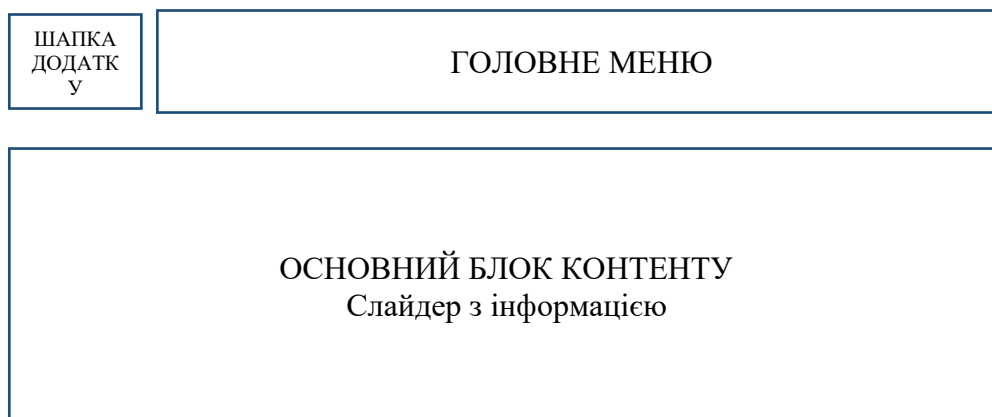 ШАПКА
ДОДАТК
У
ГОЛОВНЕ МЕНЮ
ОСНОВНИЙ БЛОК КОНТЕНТУ
Слайдер з інформацією